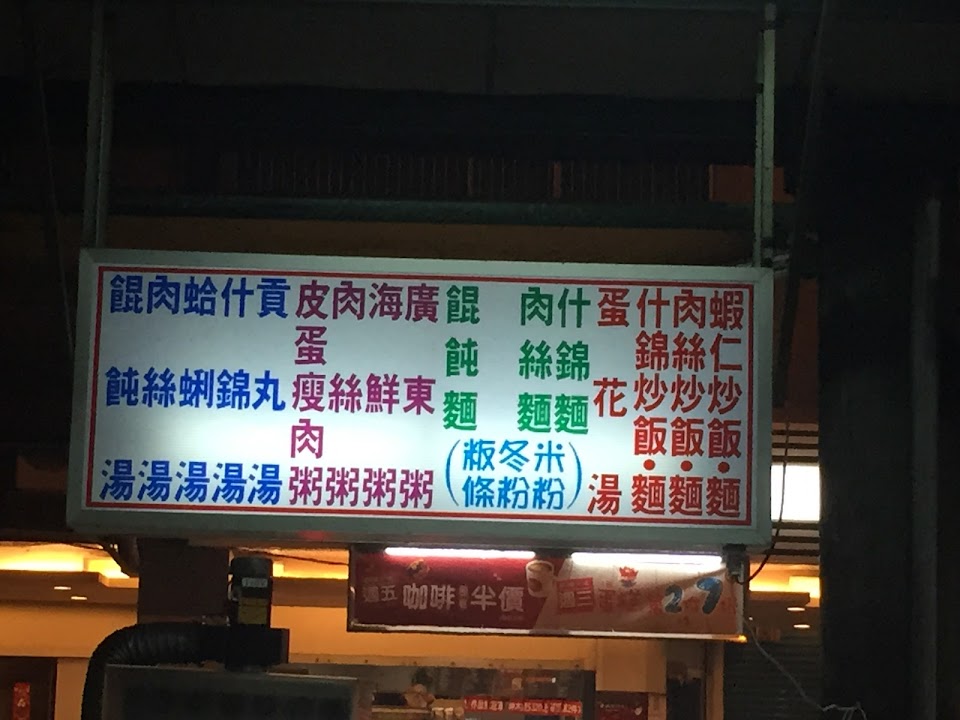 蝦仁炒飯•麵
肉絲炒飯•麵
什錦炒飯•麵
蛋花湯
什錦麵
肉絲麵
餛飩麵
(粄條 冬粉 米粉)
廣東粥
海鮮粥
肉絲粥
皮蛋瘦肉粥
貢丸湯
什錦湯
蛤蜊湯
肉絲湯
餛飩湯
週五 咖啡 半價
週三
29